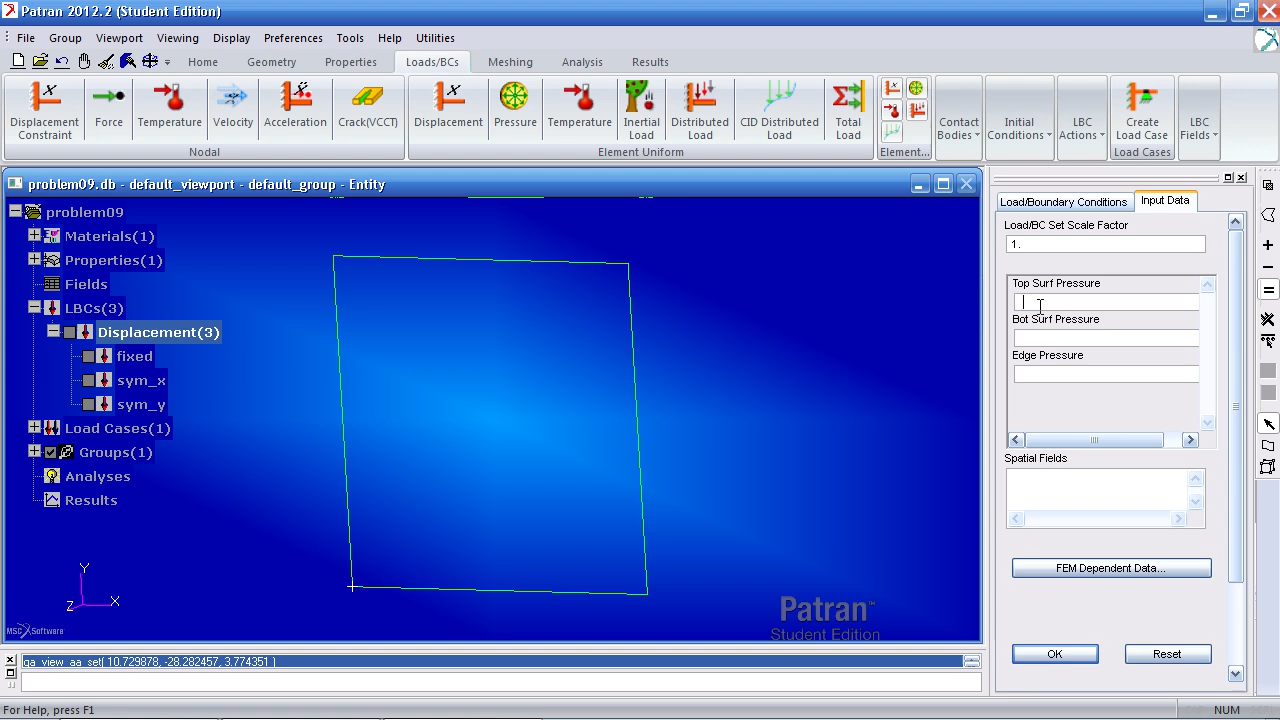 Patran 2012.2 (Student Edition)
File Group Viewport Viewing Display Preferences Tools Help Utilities
Home Geometry Properties Loads/BCs Meshing Analysis Results
Displacement Constraint
Force
Temperature
Velocity
Acceleration
Crack(VCCT)
Nodal
Displacement
Pressure
Temperature
Inertial Load
Distributed Load
CID Distributed Load
Total Load
Element Uniform
Element...
Contact Bodies
Initial Conditions
LBC Actions
Create Load Case
Load Cases
LBC Fields
problem09.db - default_viewport - default_group - Entity
problem09
Materials(1)
Properties(1)
Fields
LBCs(3)
Displacement(3)
fixed
sym_x
sym_y
Load Cases(1)
Groups(1)
Analyses
Results
Y
Z X
MSC Software
Patran™
Student Edition
Load/Boundary Conditions Input Data
Load/BC Set Scale Factor
1.
Top Surf Pressure
Bot Surf Pressure
Edge Pressure
Spatial Fields
FEM Dependent Data...
OK Reset
ga_view_aa_set( 10.729878, -28.282457, 3.774351 )
For Help, press F1
NUM